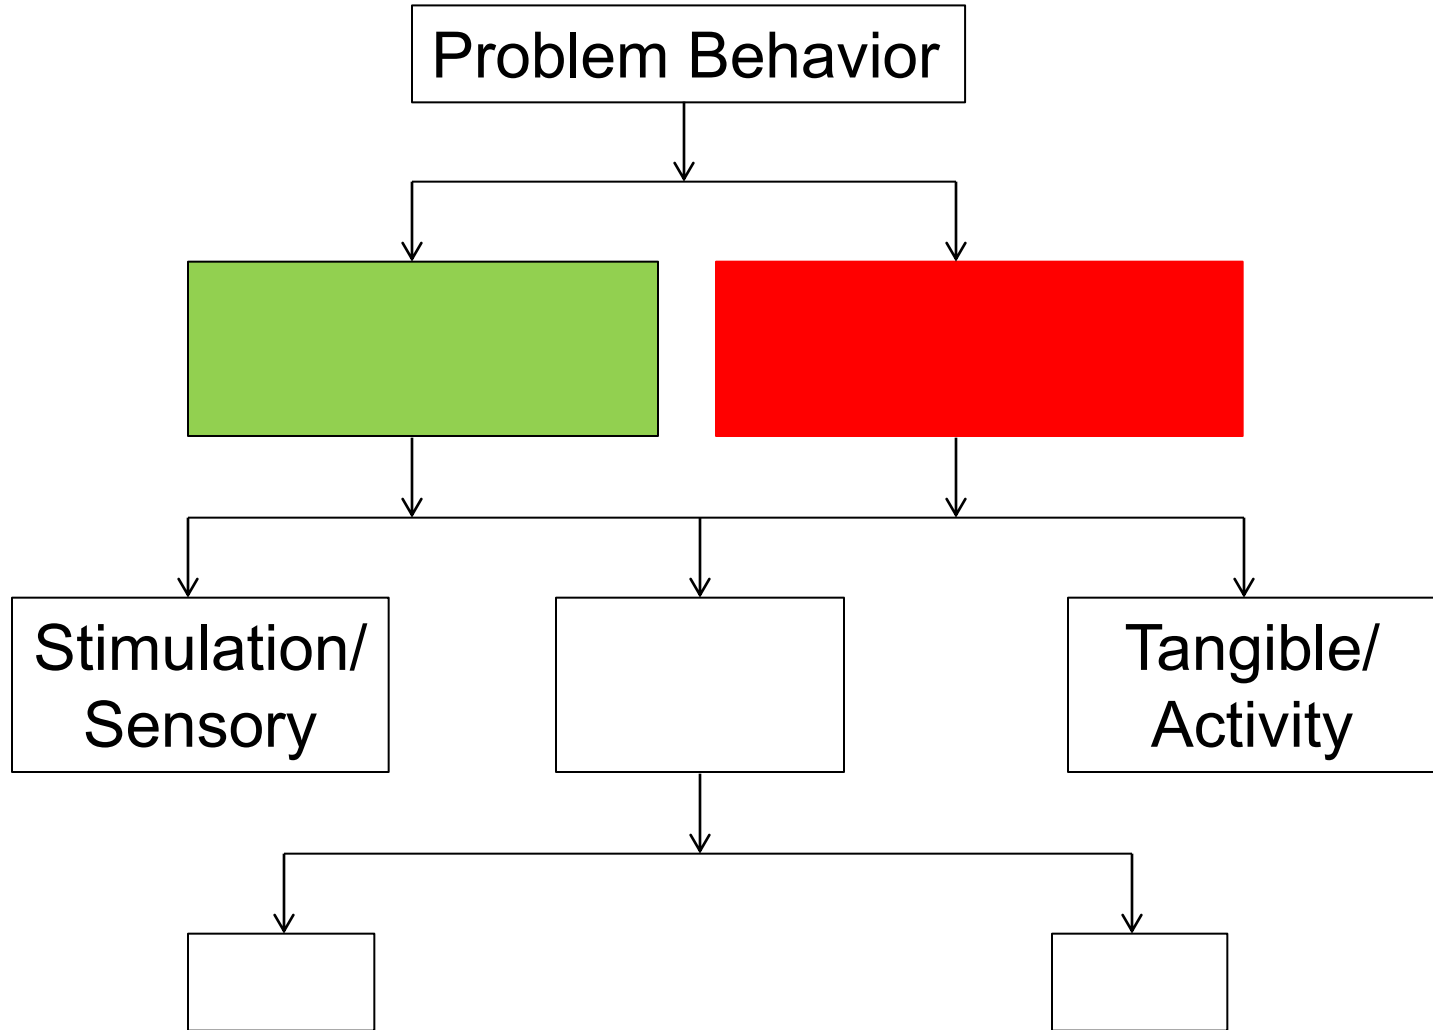 Problem Behavior
Stimulation/
Sensory
Tangible/
Activity